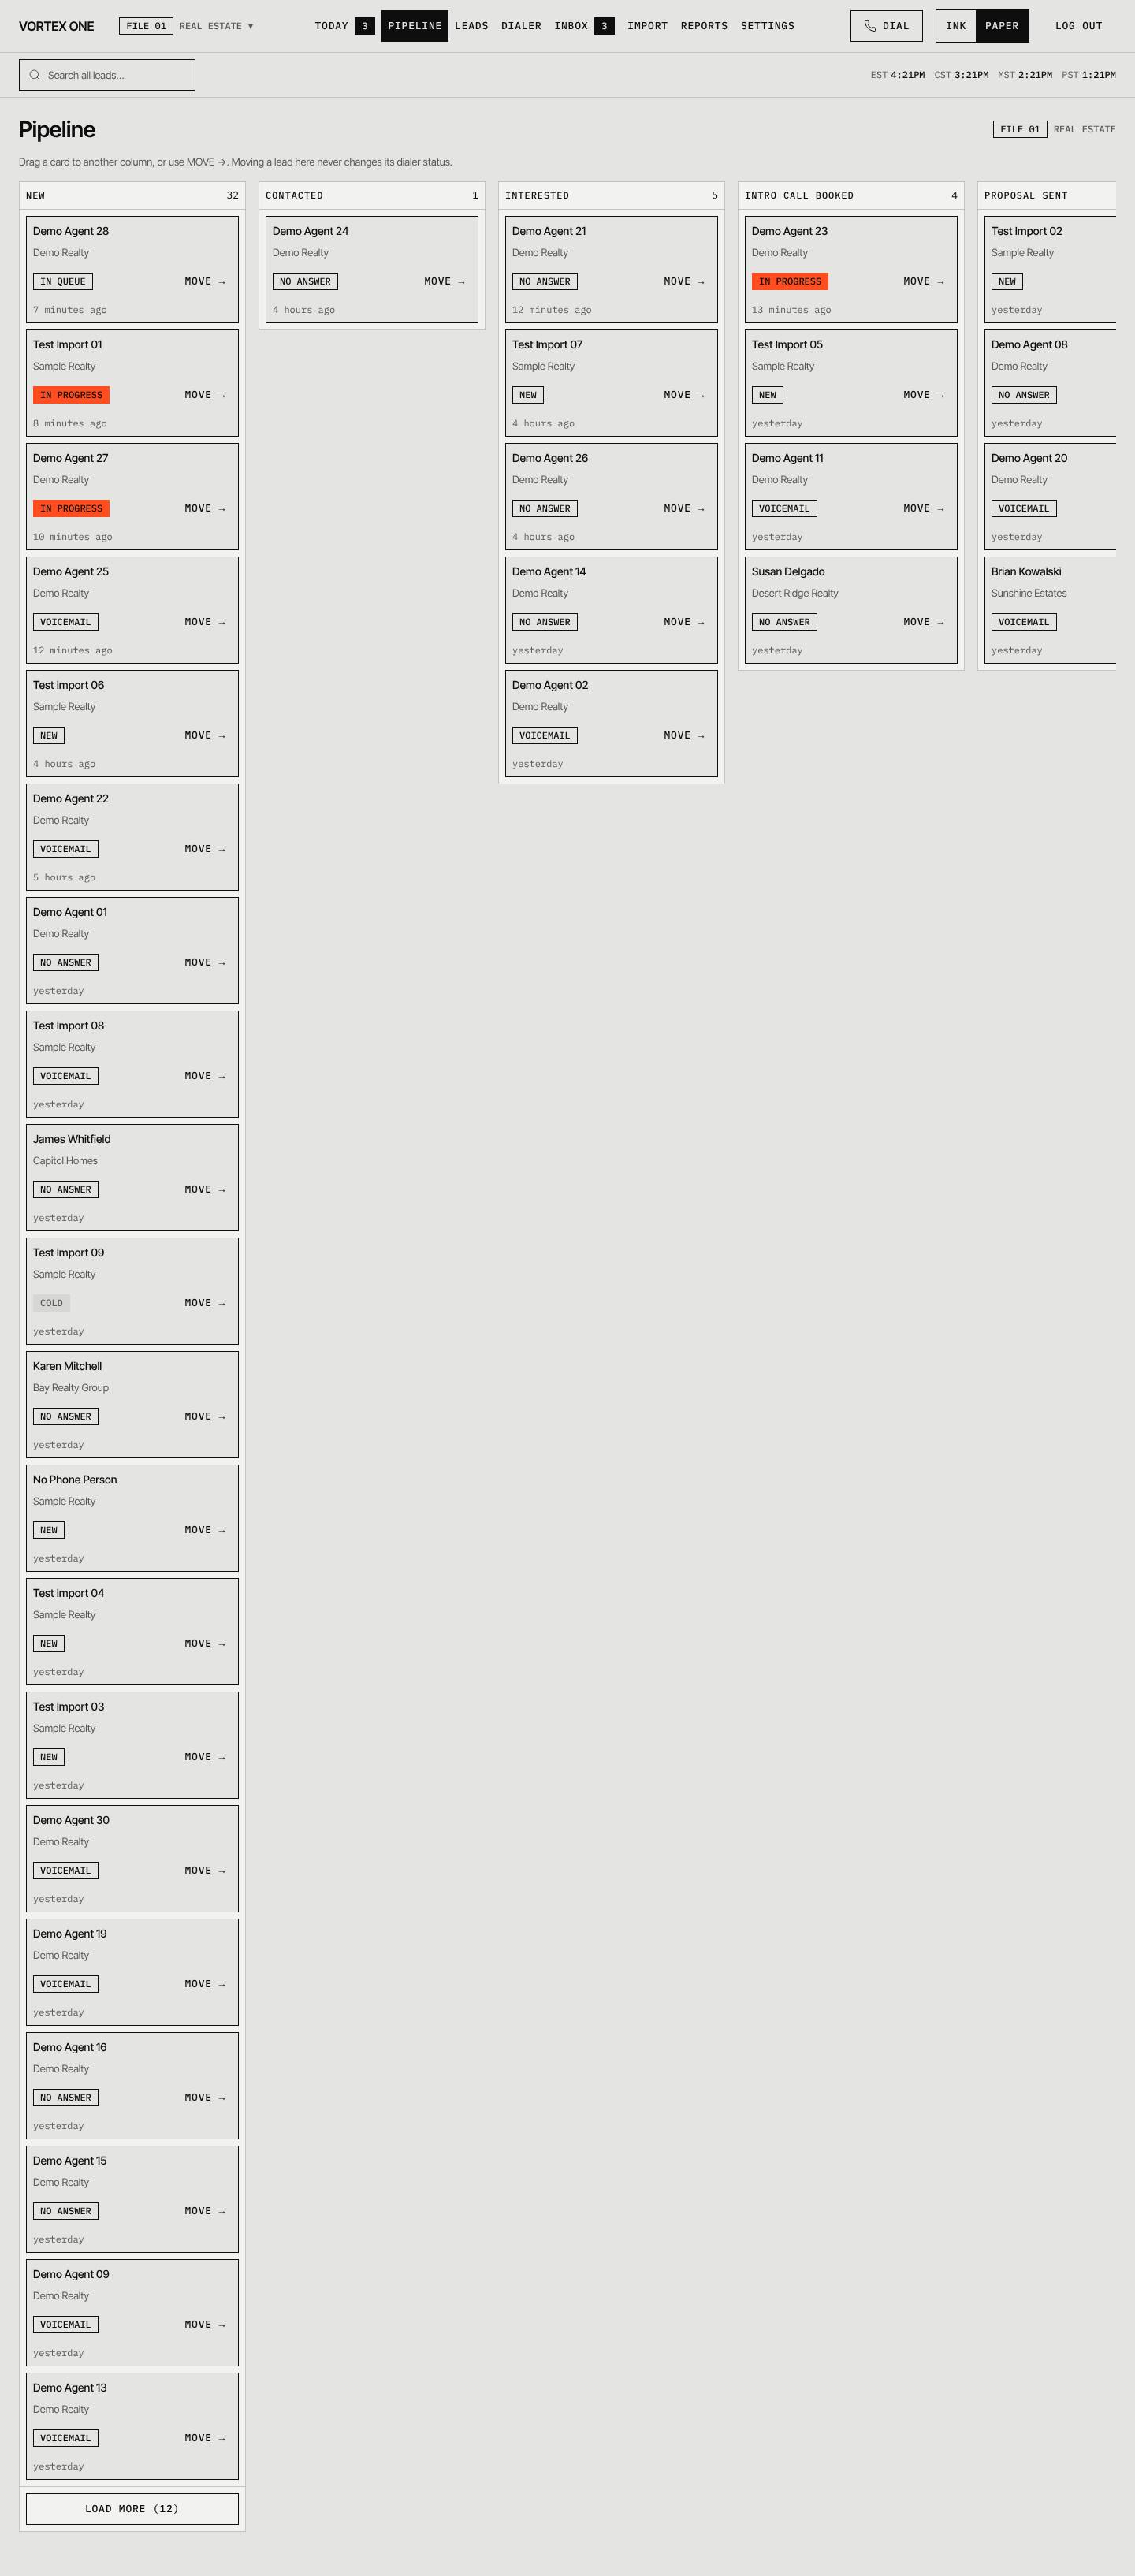 VORTEX ONE
FILE 01 REAL ESTATE ▾
TODAY 3 PIPELINE LEADS DIALER INBOX 3 IMPORT REPORTS SETTINGS
DIAL
INK PAPER
LOG OUT
Search all leads...
EST 4:21PM CST 3:21PM MST 2:21PM PST 1:21PM
Pipeline
FILE 01 REAL ESTATE
Drag a card to another column, or use MOVE →. Moving a lead here never changes its dialer status.
NEW 32
Demo Agent 28
Demo Realty
IN QUEUE MOVE →
7 minutes ago
Test Import 01
Sample Realty
IN PROGRESS MOVE →
8 minutes ago
Demo Agent 27
Demo Realty
IN PROGRESS MOVE →
10 minutes ago
Demo Agent 25
Demo Realty
VOICEMAIL MOVE →
12 minutes ago
Test Import 06
Sample Realty
NEW MOVE →
4 hours ago
Demo Agent 22
Demo Realty
VOICEMAIL MOVE →
5 hours ago
Demo Agent 01
Demo Realty
NO ANSWER MOVE →
yesterday
Test Import 08
Sample Realty
VOICEMAIL MOVE →
yesterday
James Whitfield
Capitol Homes
NO ANSWER MOVE →
yesterday
Test Import 09
Sample Realty
COLD MOVE →
yesterday
Karen Mitchell
Bay Realty Group
NO ANSWER MOVE →
yesterday
No Phone Person
Sample Realty
NEW MOVE →
yesterday
Test Import 04
Sample Realty
NEW MOVE →
yesterday
Test Import 03
Sample Realty
NEW MOVE →
yesterday
Demo Agent 30
Demo Realty
VOICEMAIL MOVE →
yesterday
Demo Agent 19
Demo Realty
VOICEMAIL MOVE →
yesterday
Demo Agent 16
Demo Realty
NO ANSWER MOVE →
yesterday
Demo Agent 15
Demo Realty
NO ANSWER MOVE →
yesterday
Demo Agent 09
Demo Realty
VOICEMAIL MOVE →
yesterday
Demo Agent 13
Demo Realty
VOICEMAIL MOVE →
yesterday
LOAD MORE (12)
CONTACTED 1
Demo Agent 24
Demo Realty
NO ANSWER MOVE →
4 hours ago
INTERESTED 5
Demo Agent 21
Demo Realty
NO ANSWER MOVE →
12 minutes ago
Test Import 07
Sample Realty
NEW MOVE →
4 hours ago
Demo Agent 26
Demo Realty
NO ANSWER MOVE →
4 hours ago
Demo Agent 14
Demo Realty
NO ANSWER MOVE →
yesterday
Demo Agent 02
Demo Realty
VOICEMAIL MOVE →
yesterday
INTRO CALL BOOKED 4
Demo Agent 23
Demo Realty
IN PROGRESS MOVE →
13 minutes ago
Test Import 05
Sample Realty
NEW MOVE →
yesterday
Demo Agent 11
Demo Realty
VOICEMAIL MOVE →
yesterday
Susan Delgado
Desert Ridge Realty
NO ANSWER MOVE →
yesterday
PROPOSAL SENT
Test Import 02
Sample Realty
NEW
yesterday
Demo Agent 08
Demo Realty
NO ANSWER
yesterday
Demo Agent 20
Demo Realty
VOICEMAIL
yesterday
Brian Kowalski
Sunshine Estates
VOICEMAIL
yesterday